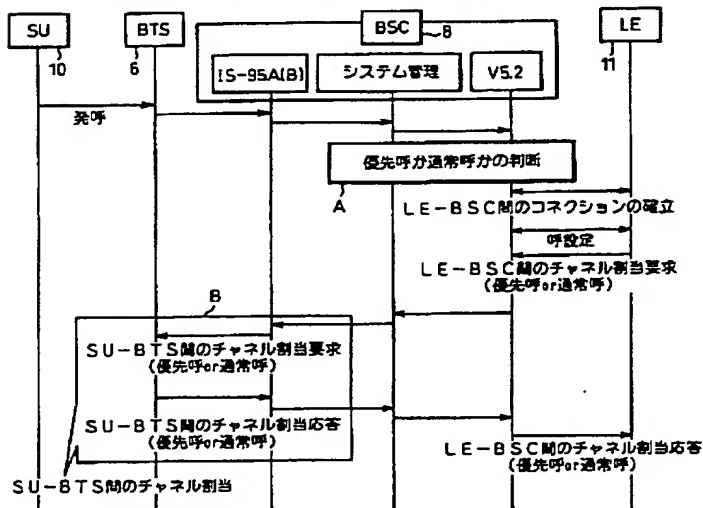 SU
BTS
BSC
LE
10
6
8
11
IS-95A(B)
システム管理
V5.2
発呼
優先呼か通常呼かの判断
A
LE-BSC間のコネクションの確立
呼設定
LE-BSC間のチャネル割当要求
(優先呼or通常呼)
B
SU-BTS間のチャネル割当要求
(優先呼or通常呼)
SU-BTS間のチャネル割当応答
(優先呼or通常呼)
LE-BSC間のチャネル割当応答
(優先呼or通常呼)
SU-BTS間のチャネル割当